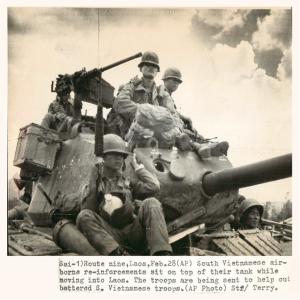 Sai-1)Route nine,Laos,Feb.28(AP) South Vietnamese air-
borne re-inforcements sit on top of their tank while
moving into Laos. The troops are being sent to help out
battered S. Vietnamese troops.(AP Photo) Stf/ Terry.